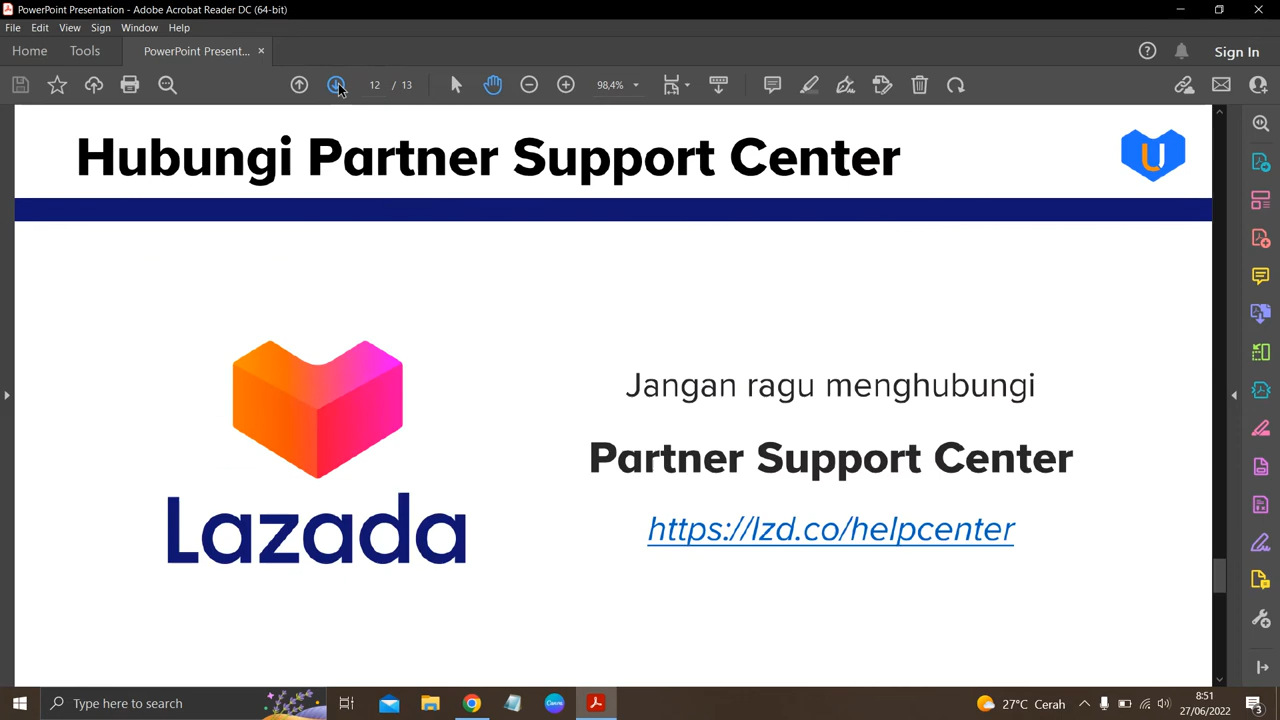 PowerPoint Presentation - Adobe Acrobat Reader DC (64-bit)
File Edit View Sign Window Help
Home Tools PowerPoint Present... × Sign In
12 / 13 98,4%
Hubungi Partner Support Center
U
Jangan ragu menghubungi
Partner Support Center
https://lzd.co/helpcenter
Lazada
Type here to search
Canva
27°C Cerah
8:51
27/06/2022
3